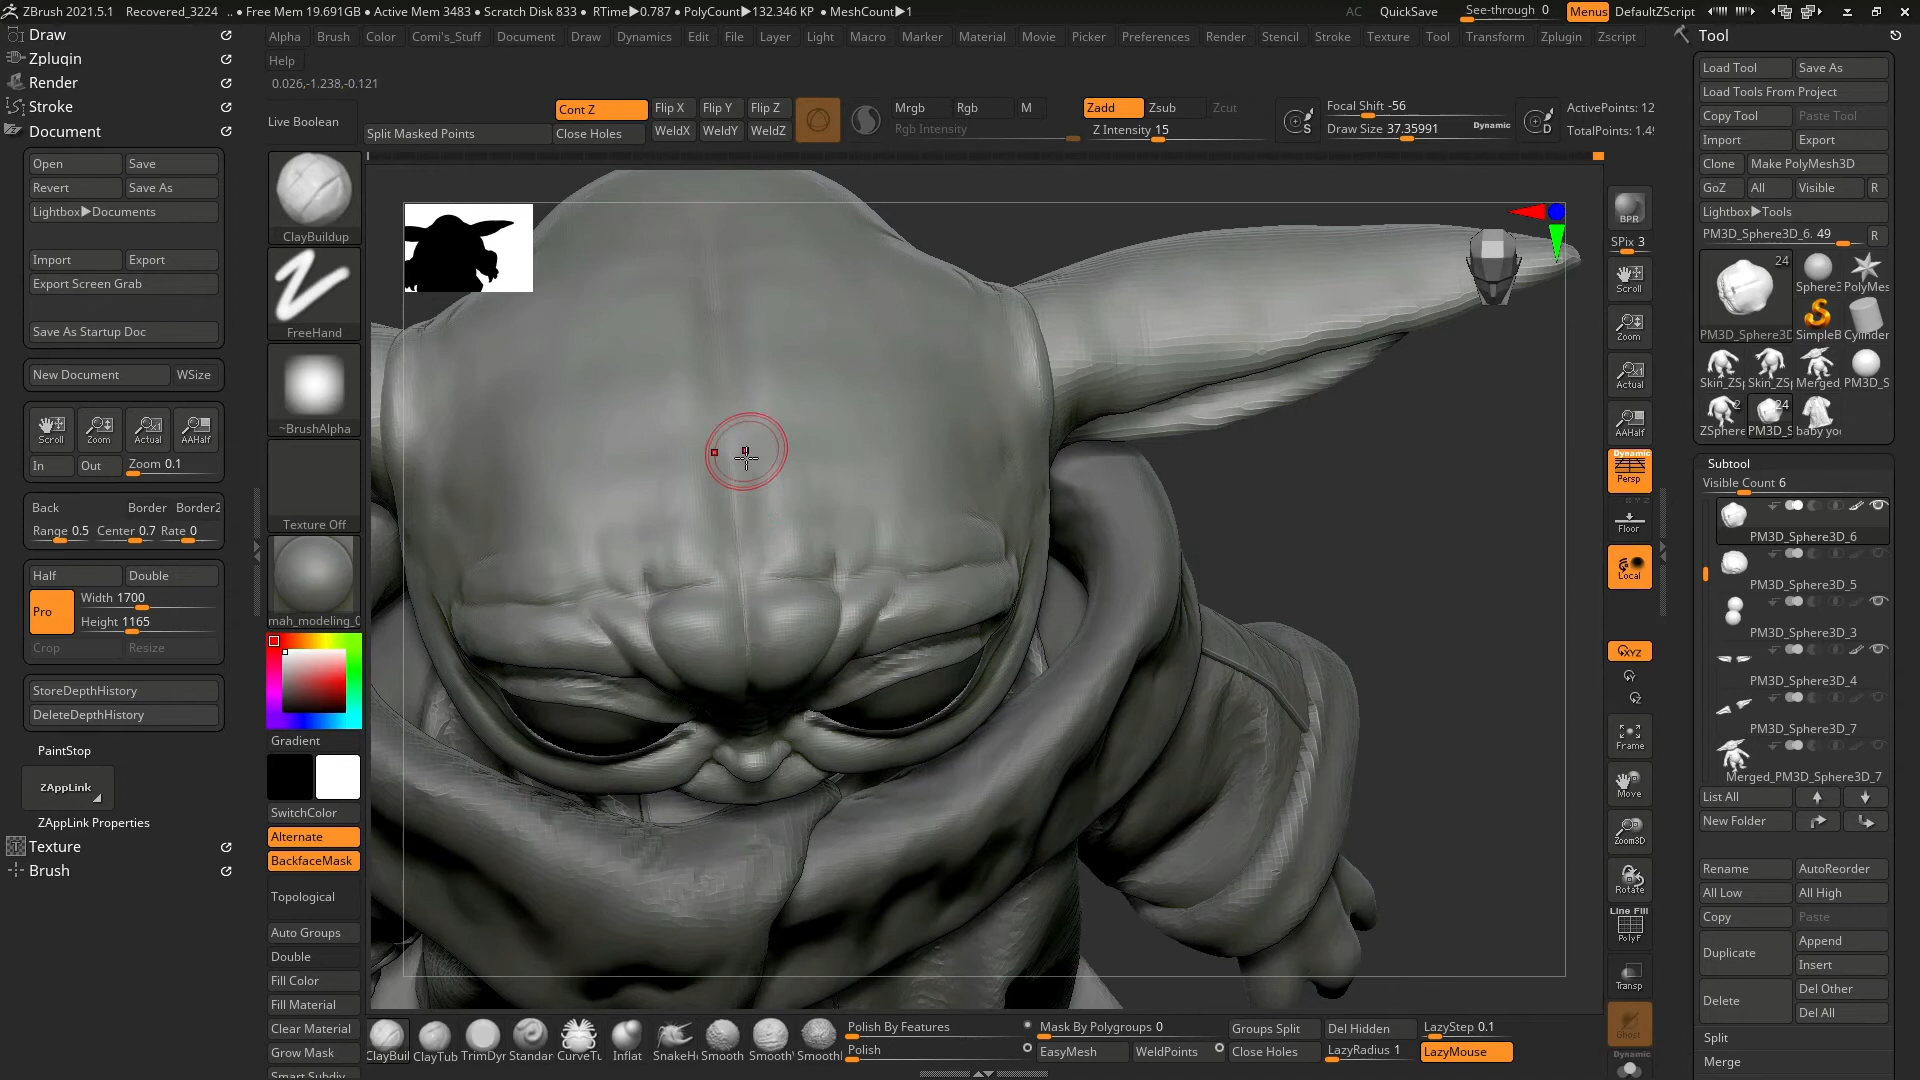 ZBrush 2021.5.1 Recovered_3224 .. ● Free Mem 19.691GB ● Active Mem 3483 ● Scratch Disk 833 ● RTime▶0.787 ● PolyCount▶132.346 KP ● MeshCount▶1 AC QuickSave See-through 0 Menus DefaultZScript
Alpha Brush Color Comi's_Stuff Document Draw Dynamics Edit File Layer Light Macro Marker Material Movie Picker Preferences Render Stencil Stroke Texture Tool Transform Zplugin Zscript
Help
0.026,-1.238,-0.121
Draw
Zplugin
Render
Stroke
Document
Open Save
Revert Save As
Lightbox▶Documents
Import Export
Export Screen Grab
Save As Startup Doc
New Document WSize
Scroll Zoom Actual AAHalf
In Out Zoom 0.1
Back Border Border2
Range 0.5 Center 0.7 Rate 0
Half Double
Pro Width 1700
Height 1165
Crop Resize
StoreDepthHistory
DeleteDepthHistory
PaintStop
ZAppLink
ZAppLink Properties
Texture
Brush
Live Boolean
Split Masked Points
Cont Z
Close Holes
Flip X Flip Y Flip Z
WeldX WeldY WeldZ
Mrgb Rgb M
Rgb Intensity
Zadd Zsub Zcut
Z Intensity 15
S
Focal Shift -56
Draw Size 37.35991 Dynamic
D
ActivePoints: 12
TotalPoints: 1.4
ClayBuildup
FreeHand
~BrushAlpha
Texture Off
mah_modeling_0
Gradient
SwitchColor
Alternate
BackfaceMask
Topological
Auto Groups
Double
Fill Color
Fill Material
Clear Material
Grow Mask
Smart Subdiv
BPR
SPix 3
Scroll
Zoom
Actual
AAHalf
Dynamic
Persp
Floor
Local
XYZ
Y
Z
Frame
Move
Zoom3D
Rotate
Line Fill
PolyF
Transp
Ghost
Dynamic
ClayBuil ClayTub TrimDy Standar CurveTu Inflat SnakeH Smooth Smooth Smooth
Polish By Features
Polish
Mask By Polygroups 0
EasyMesh WeldPoints
Groups Split Del Hidden
Close Holes LazyRadius 1
LazyStep 0.1
LazyMouse
Tool
Load Tool Save As
Load Tools From Project
Copy Tool Paste Tool
Import Export
Clone Make PolyMesh3D
GoZ All Visible R
Lightbox▶Tools
PM3D_Sphere3D_6. 49 R
24
PM3D_Sphere3D Sphere3 PolyMes
SimpleB Cylinder
Skin_ZSp Skin_ZSp Merged PM3D_S
2 24
ZSphere PM3D_S baby yo
Subtool
Visible Count 6
PM3D_Sphere3D_6
PM3D_Sphere3D_5
PM3D_Sphere3D_3
PM3D_Sphere3D_4
PM3D_Sphere3D_7
Merged_PM3D_Sphere3D_7
List All
New Folder
Rename AutoReorder
All Low All High
Copy Paste
Duplicate Append
Insert
Delete Del Other
Del All
Split
Merge